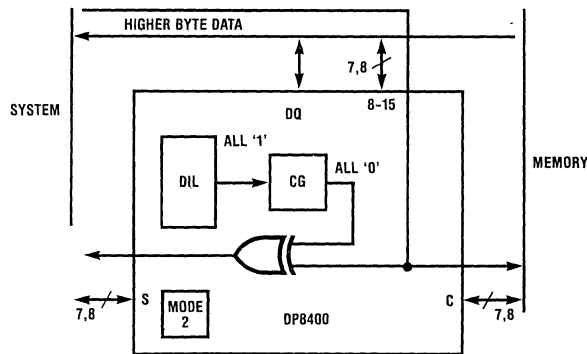 HIGHER BYTE DATA
7,8
SYSTEM
DQ
8-15
ALL '1'
MEMORY
DIL
CG
ALL '0'
S
MODE
2
C
7,8
DP8400
7,8